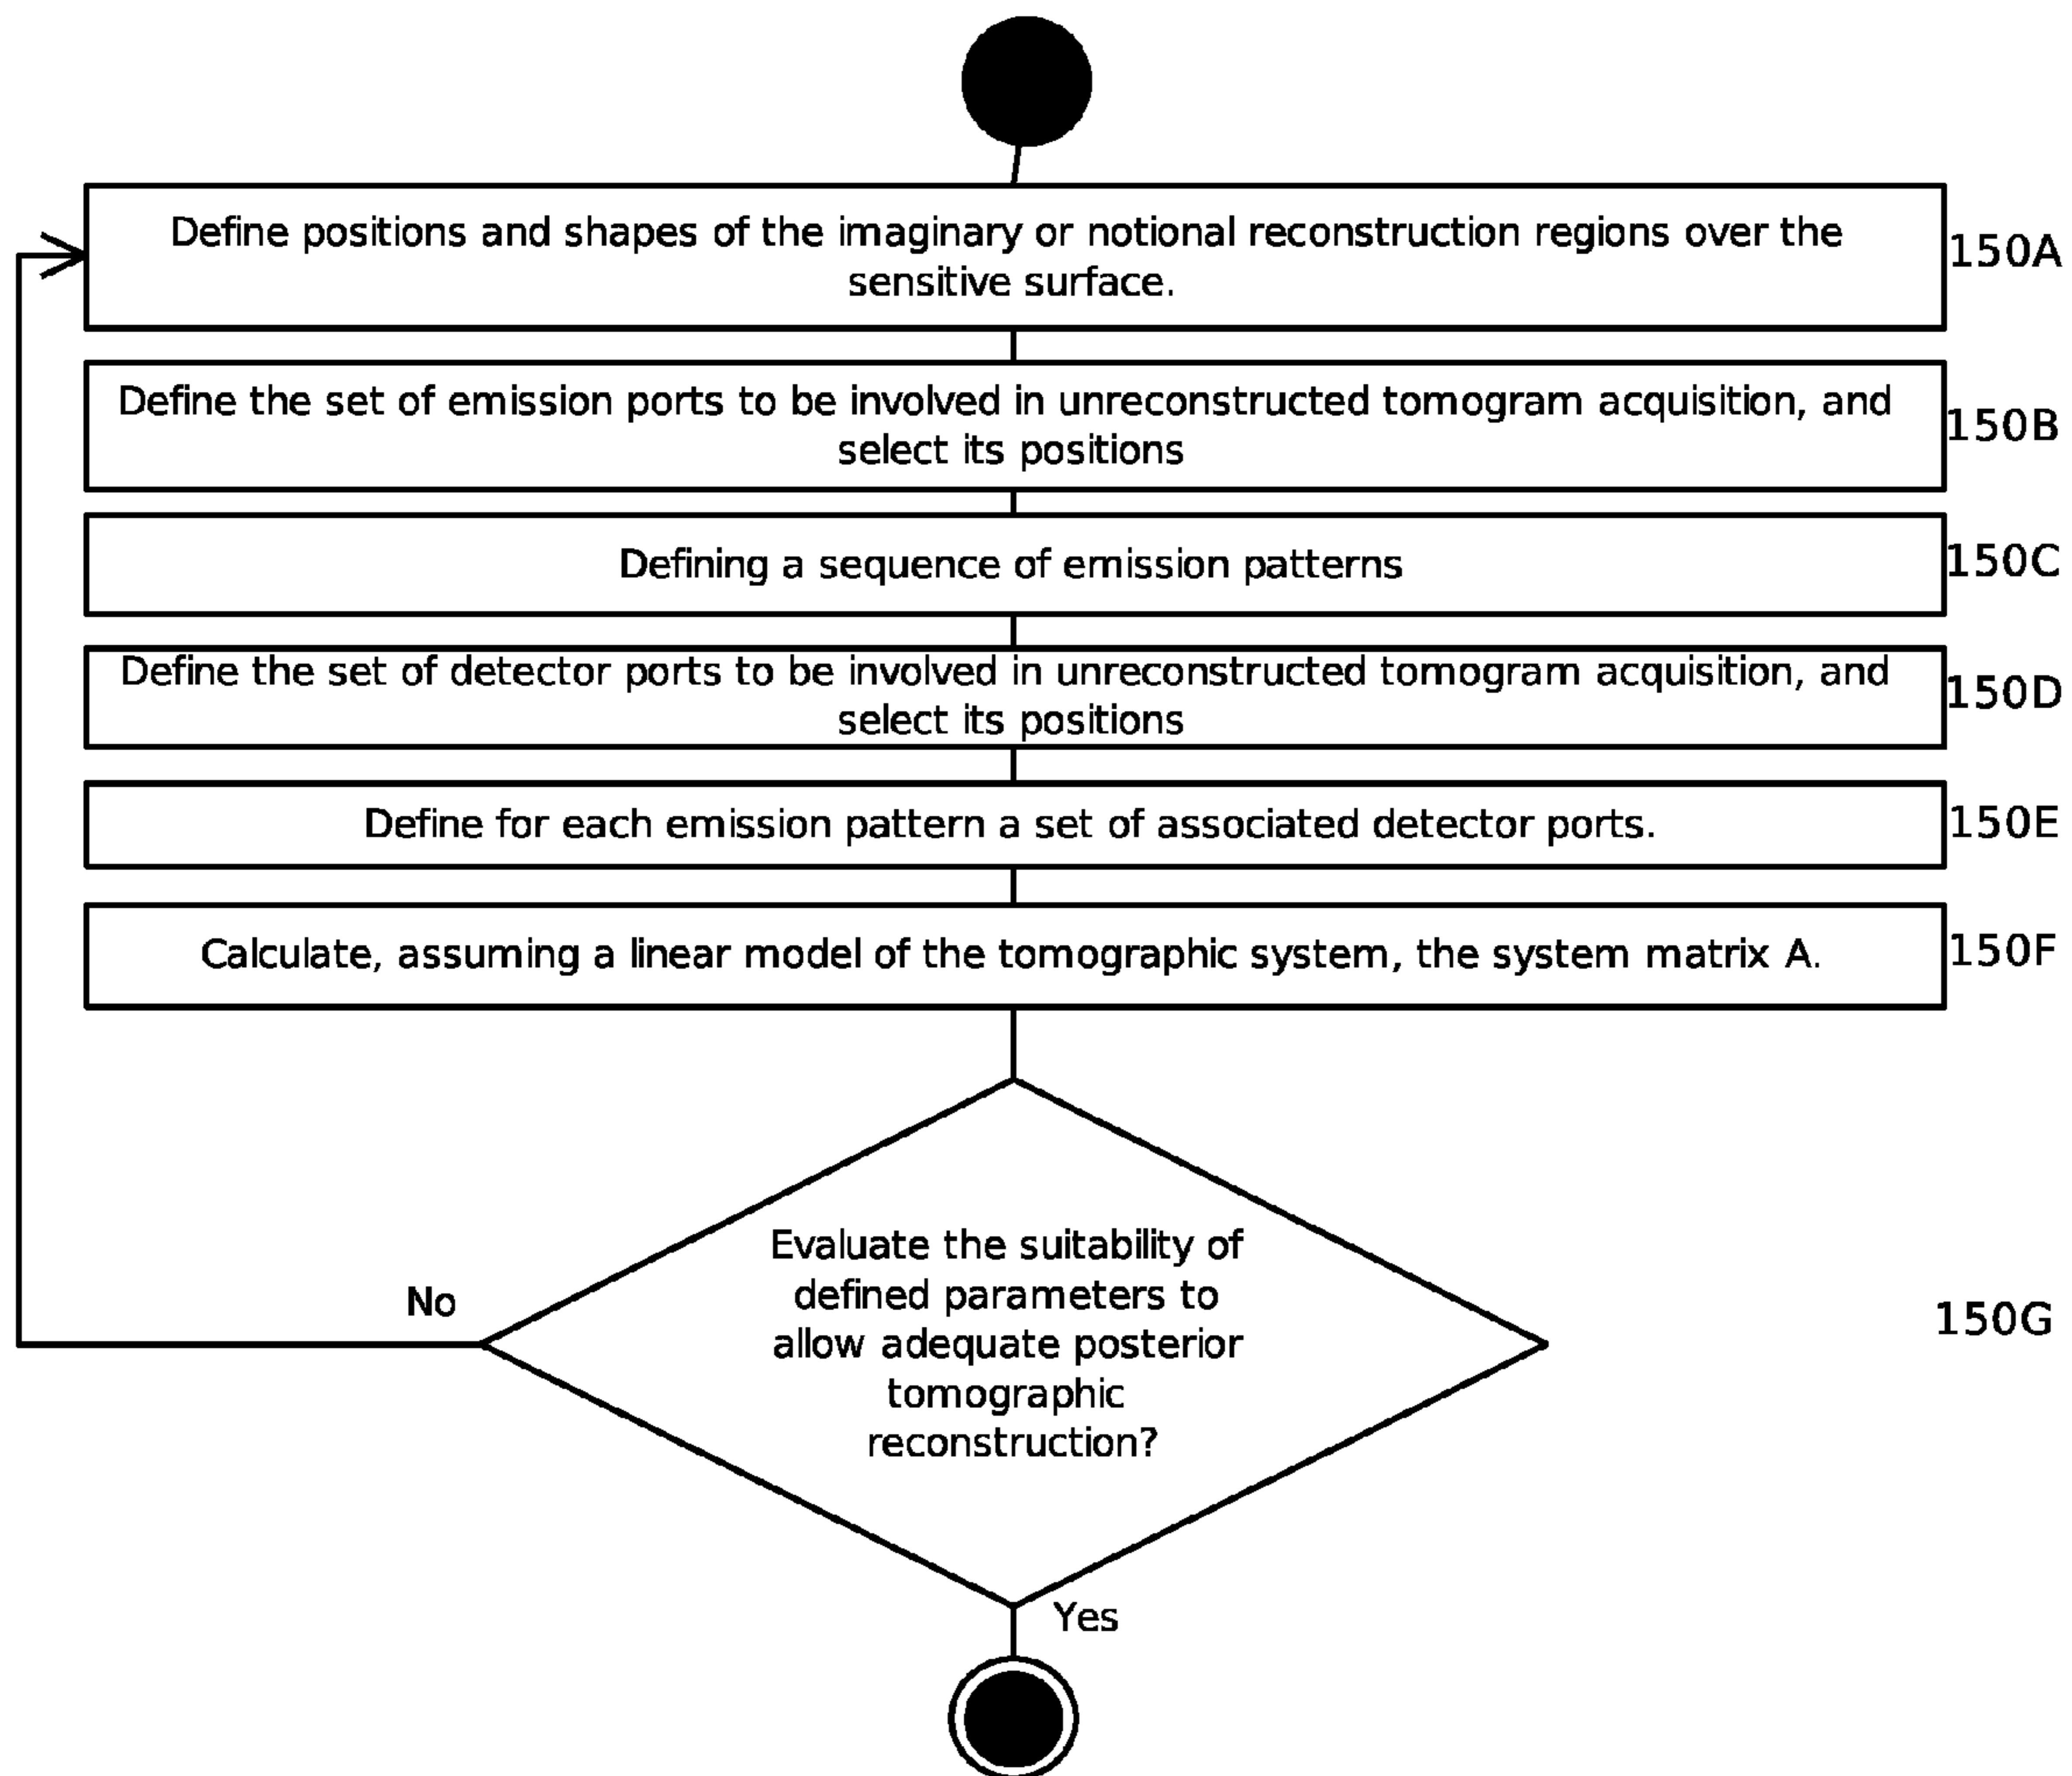 Define positions and shapes of the imaginary or notional reconstruction regions over the
sensitive surface.
150A
Define the set of emission ports to be involved in unreconstructed tomogram acquisition, and
select its positions
150B
Defining a sequence of emission patterns
150C
Define the set of detector ports to be involved in unreconstructed tomogram acquisition, and
select its positions
150D
Define for each emission pattern a set of associated detector ports.
150E
Calculate, assuming a linear model of the tomographic system, the system matrix A.
150F
Evaluate the suitability of
defined parameters to
allow adequate posterior
tomographic
reconstruction?
150G
No
Yes